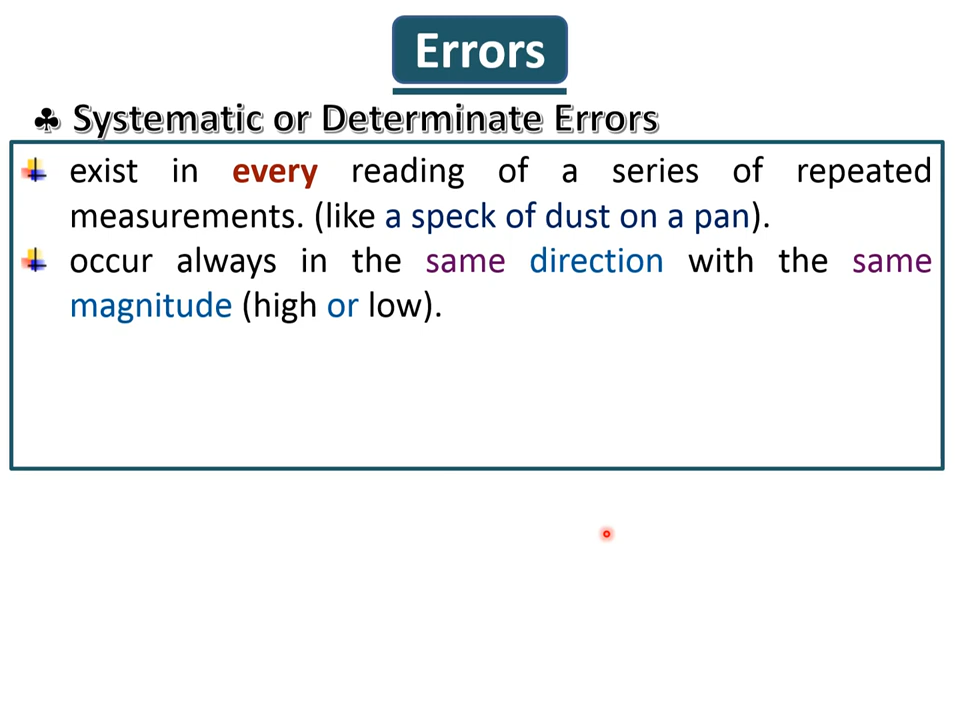 Errors
♣ Systematic or Determinate Errors
exist in every reading of a series of repeated
measurements. (like a speck of dust on a pan).
occur always in the same direction with the same
magnitude (high or low).